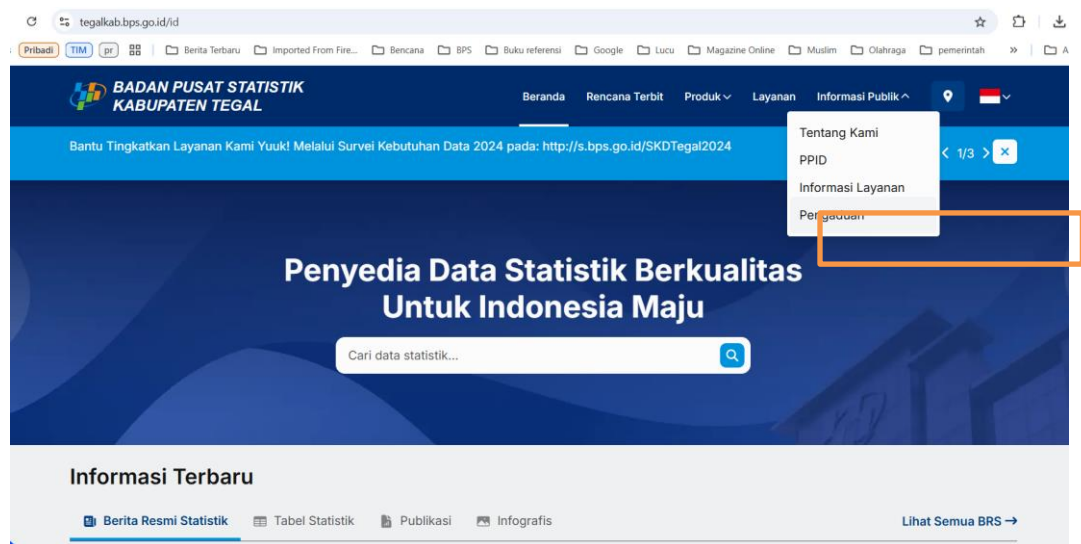 tegalkab.bps.go.id/id
Pribadi TIM pr Berita Terbaru Imported From Fire... Bencana BPS Buku referensi Google Lucu Magazine Online Muslim Olahraga pemerintah » A
BADAN PUSAT STATISTIK
KABUPATEN TEGAL
Beranda Rencana Terbit Produk Layanan Informasi Publik
Bantu Tingkatkan Layanan Kami Yuuk! Melalui Survei Kebutuhan Data 2024 pada: http://s.bps.go.id/SKDTegal2024
< 1/3 > ×
Tentang Kami
PPID
Informasi Layanan
Pengaduan
Penyedia Data Statistik Berkualitas
Untuk Indonesia Maju
Cari data statistik...
Informasi Terbaru
Berita Resmi Statistik Tabel Statistik Publikasi Infografis Lihat Semua BRS →